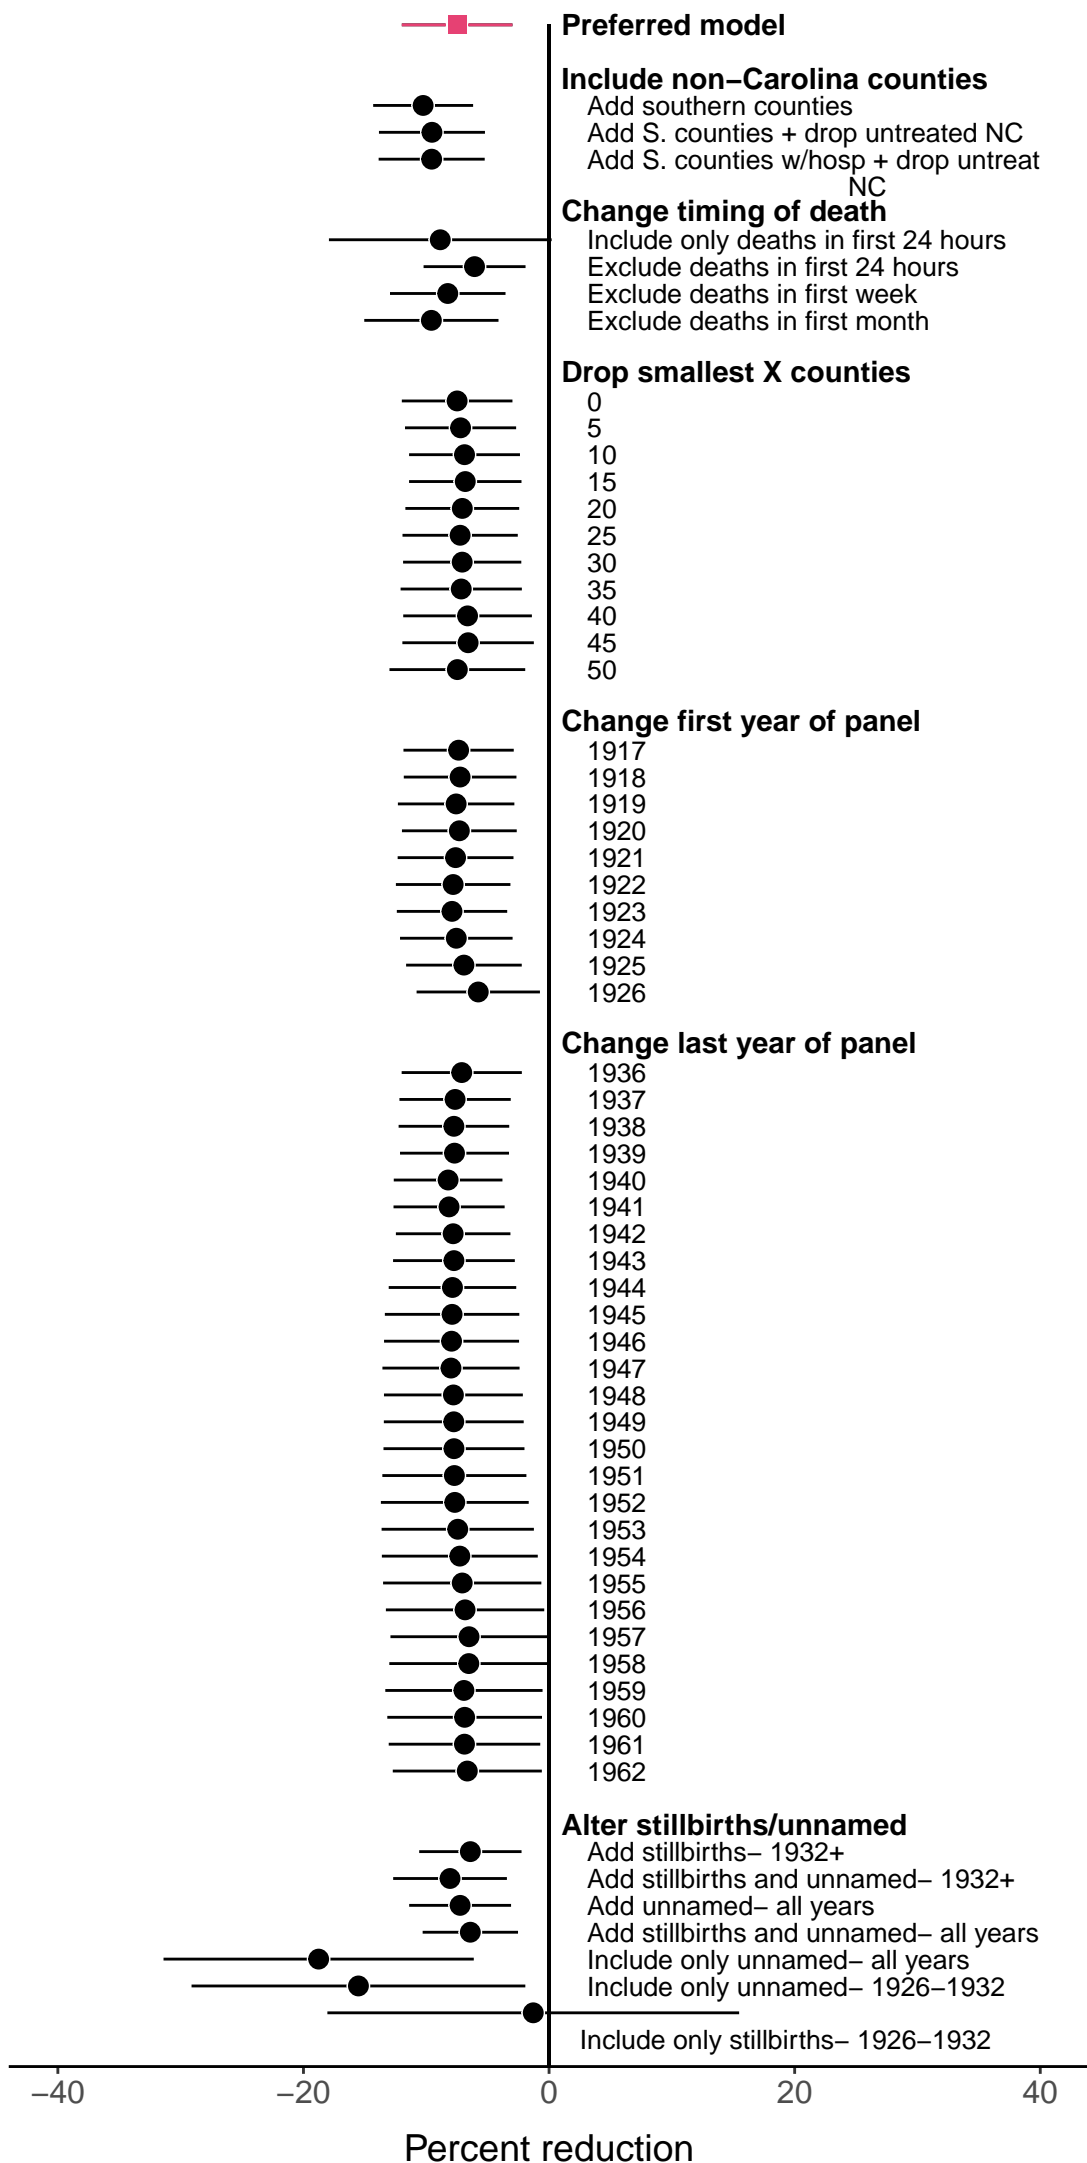 Preferred model
Include non−Carolina counties
Add southern counties
Add S. counties + drop untreated NC
Add S. counties w/hosp + drop untreat
NC
Change timing of death
Include only deaths in first 24 hours
Exclude deaths in first 24 hours
Exclude deaths in first week
Exclude deaths in first month
Drop smallest X counties
0
5
10
15
20
25
30
35
40
45
50
Change first year of panel
1917
1918
1919
1920
1921
1922
1923
1924
1925
1926
Change last year of panel
1936
1937
1938
1939
1940
1941
1942
1943
1944
1945
1946
1947
1948
1949
1950
1951
1952
1953
1954
1955
1956
1957
1958
1959
1960
1961
1962
Alter stillbirths/unnamed
Add stillbirths− 1932+
Add stillbirths and unnamed− 1932+
Add unnamed− all years
Add stillbirths and unnamed− all years
Include only unnamed− all years
Include only unnamed− 1926−1932
Include only stillbirths− 1926−1932
−40 −20 0 20 40
Percent reduction